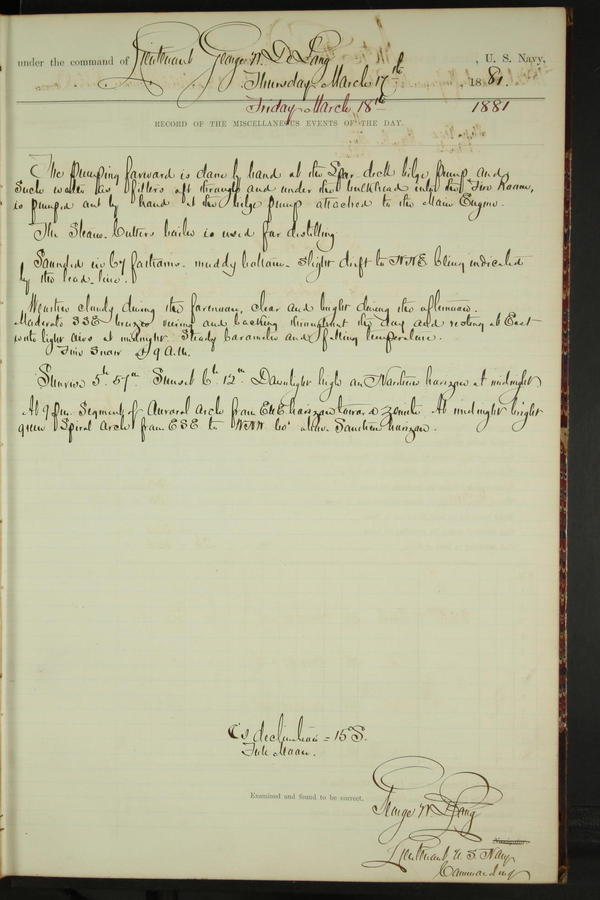 under the command of Lieutenant George W. De Long, U. S. Navy,
Thursday, March 17th, 1881.
Friday March 18th 1881
RECORD OF THE MISCELLANEOUS EVENTS OF THE DAY.
The pumping forward is done by hand at the Spar deck bilge pump and
such water as filters aft through and under the bulkhead into the Fire Room,
is pumped out by hand at the bilge pump attached to the Main Engine.
The Steam Cutters boiler is used for distilling
Sounded in 67 fathoms. muddy bottom. Slight drift to NNE being indicated
by the lead line.
Weather cloudy during the forenoon, clear and bright during the afternoon.
Moderate SSE breeze veering and backing throughout the day and resting at East
with light airs at midnight. Steady barometer and falling temperature.
Fine Snow at 9 A.M.
Sunrise 5h 57m Sunset 6h 12m Dawnlight high on Northern horizon at midnight
At 9 p.m. Segment of Auroral Arch from ENE horizon toward Zenith. At midnight bright
green Spiral Arch from ESE to WNW 60° above Southern horizon.
☾'s declination = 15° S.
Full Moon.
Examined and found to be correct.
George W. De Long
Navigator.
Lieutenant U. S. Navy
Commanding